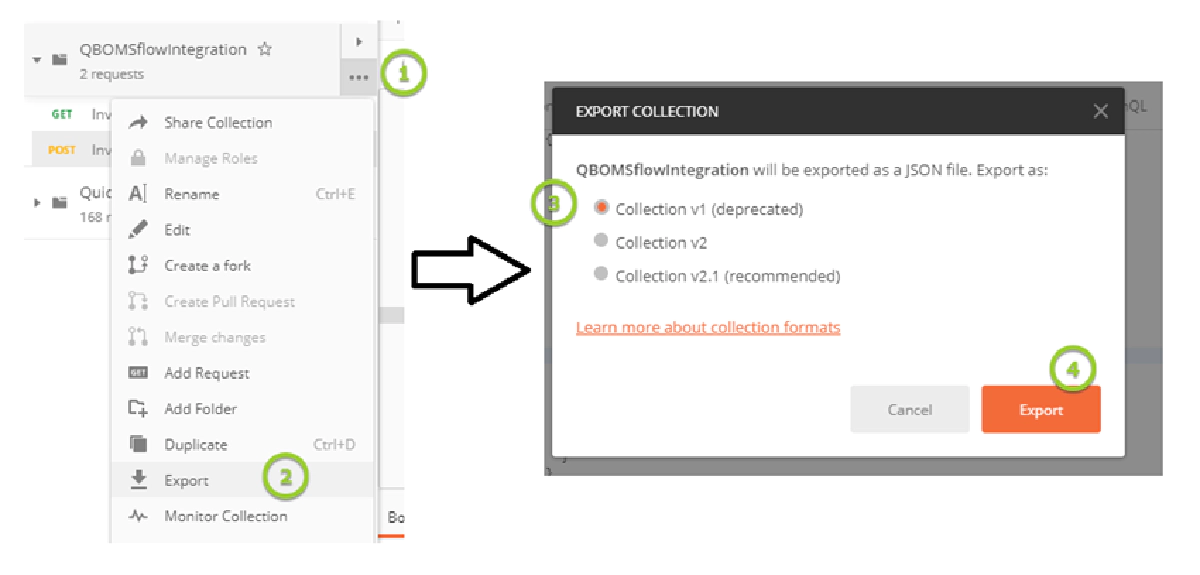 QBOMSflowIntegration ☆
2 requests
...
1
GET Inv
POST Inv
Quic
168 r
Share Collection
Manage Roles
Rename Ctrl+E
Edit
Create a fork
Create Pull Request
Merge changes
GET Add Request
Add Folder
Duplicate Ctrl+D
Export
2
Monitor Collection
Bo
EXPORT COLLECTION
QL
QBOMSflowIntegration will be exported as a JSON file. Export as:
3
Collection v1 (deprecated)
Collection v2
Collection v2.1 (recommended)
Learn more about collection formats
4
Cancel Export